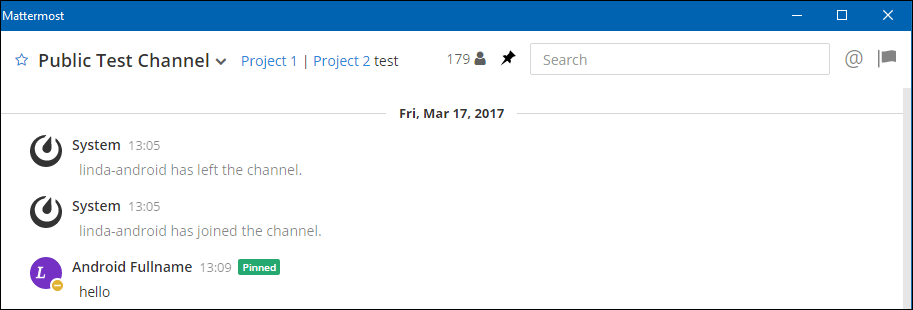 Mattermost
Public Test Channel Project 1 | Project 2 test 179 Search @
Fri, Mar 17, 2017
System 13:05
linda-android has left the channel.
System 13:05
linda-android has joined the channel.
L Android Fullname 13:09 Pinned
hello